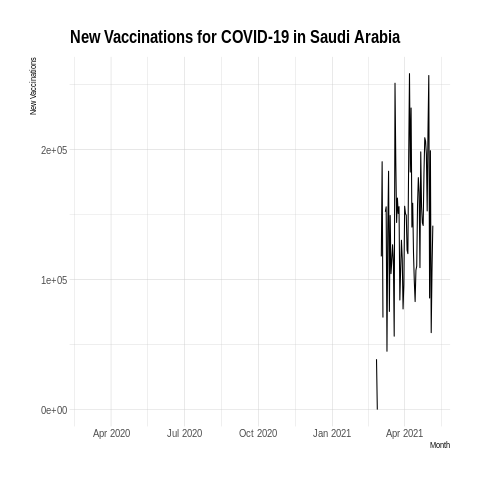 New Vaccinations for COVID-19 in Saudi Arabia
New Vaccinations
2e+05
1e+05
0e+00
Apr 2020 Jul 2020 Oct 2020 Jan 2021 Apr 2021
Month